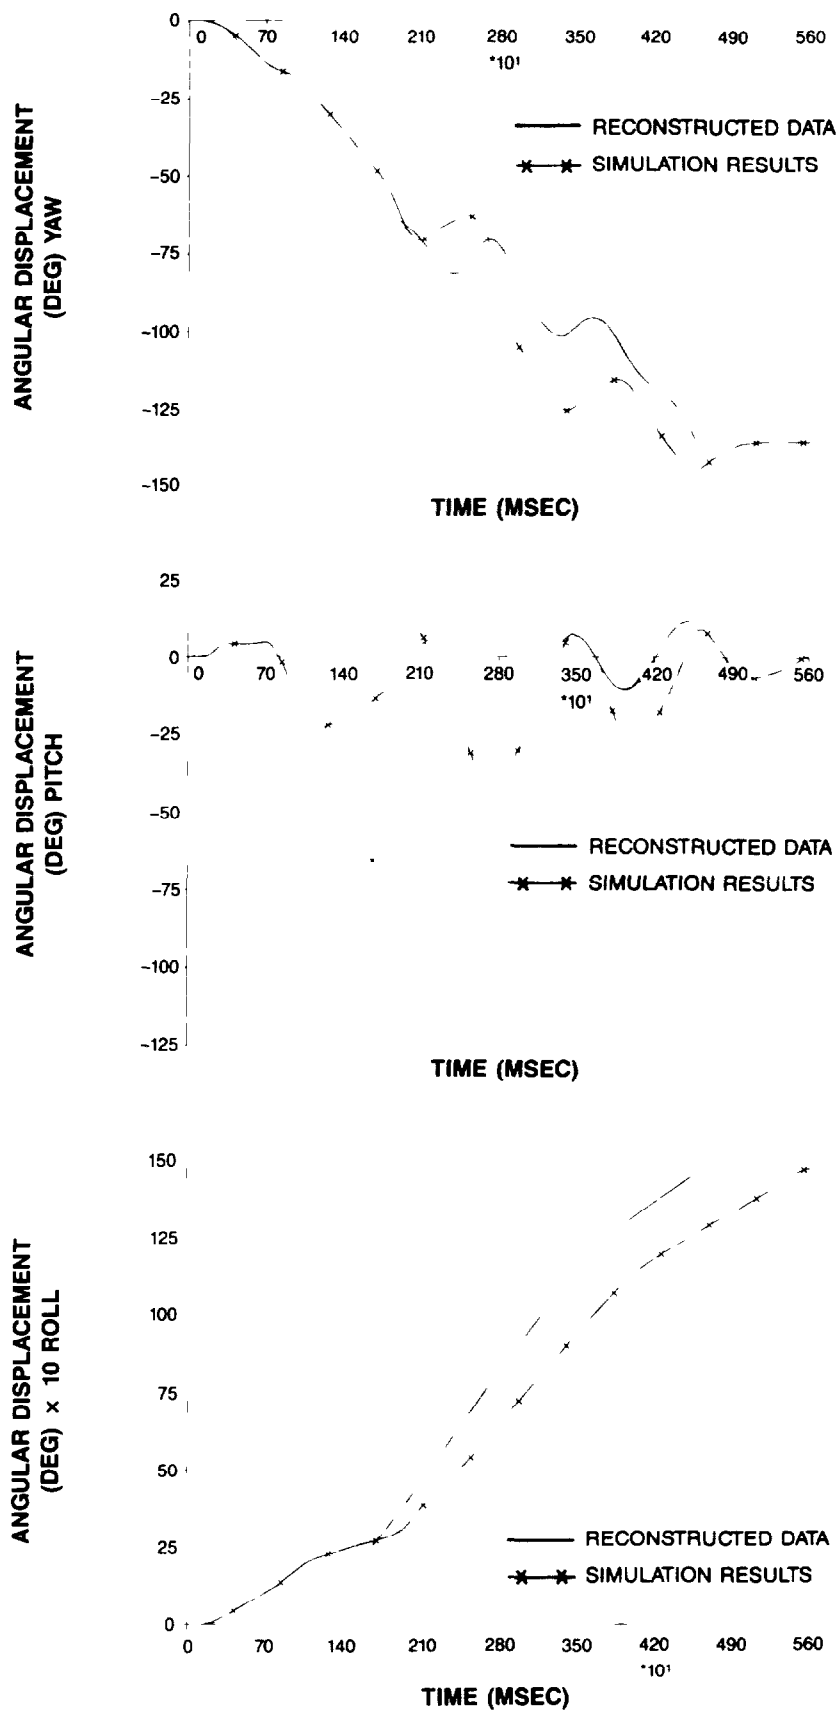 0
0 70 140 210 280 350 420 490 560
*10¹
-25
-50
-75
-100
-125
-150
ANGULAR DISPLACEMENT
(DEG) YAW
RECONSTRUCTED DATA
SIMULATION RESULTS
TIME (MSEC)
25
0
0 70 140 210 280 350 420 490 560
*10¹
-25
-50
-75
-100
-125
ANGULAR DISPLACEMENT
(DEG) PITCH
RECONSTRUCTED DATA
SIMULATION RESULTS
TIME (MSEC)
150
125
100
75
50
25
0
ANGULAR DISPLACEMENT
(DEG) × 10 ROLL
RECONSTRUCTED DATA
SIMULATION RESULTS
0 70 140 210 280 350 420 490 560
*10¹
TIME (MSEC)